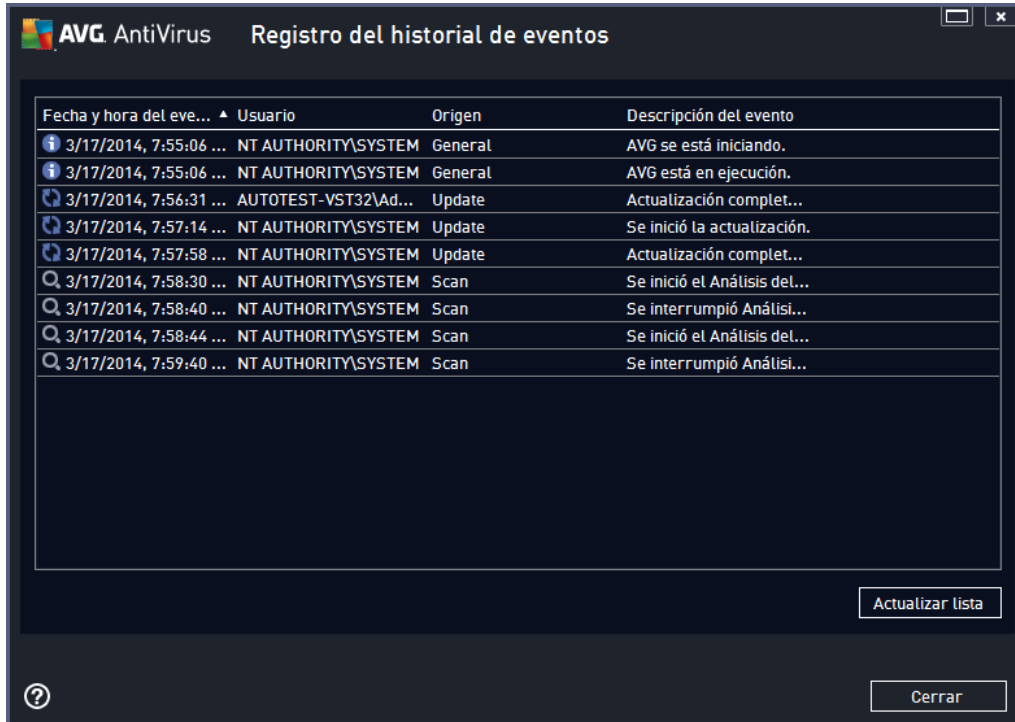 AVG AntiVirus Registro del historial de eventos
Fecha y hora del eve... Usuario Origen Descripción del evento
3/17/2014, 7:55:06 ... NT AUTHORITY\SYSTEM General AVG se está iniciando.
3/17/2014, 7:55:06 ... NT AUTHORITY\SYSTEM General AVG está en ejecución.
3/17/2014, 7:56:31 ... AUTOTEST-VST32\Ad... Update Actualización complet...
3/17/2014, 7:57:14 ... NT AUTHORITY\SYSTEM Update Se inició la actualización.
3/17/2014, 7:57:58 ... NT AUTHORITY\SYSTEM Update Actualización complet...
3/17/2014, 7:58:30 ... NT AUTHORITY\SYSTEM Scan Se inició el Análisis del...
3/17/2014, 7:58:40 ... NT AUTHORITY\SYSTEM Scan Se interrumpió Análisi...
3/17/2014, 7:58:44 ... NT AUTHORITY\SYSTEM Scan Se inició el Análisis del...
3/17/2014, 7:59:40 ... NT AUTHORITY\SYSTEM Scan Se interrumpió Análisi...
Actualizar lista
Cerrar